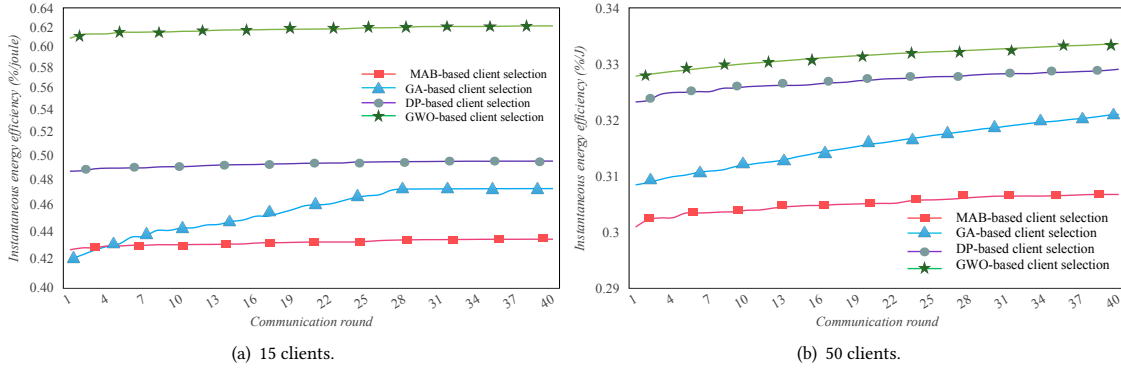 0.64
0.62
0.60
0.58
0.56
0.54
0.52
0.50
0.48
0.46
0.44
0.42
0.40
Instantaneous energy efficiency (%/joule)
MAB-based client selection
GA-based client selection
DP-based client selection
GWO-based client selection
1 4 7 10 13 16 19 22 25 28 31 34 37 40
Communication round
(a) 15 clients.
0.34
0.33
0.32
0.31
0.3
0.29
Instantaneous energy efficiency (%/J)
MAB-based client selection
GA-based client selection
DP-based client selection
GWO-based client selection
1 4 7 10 13 16 19 22 25 28 31 34 37 40
Communication round
(b) 50 clients.